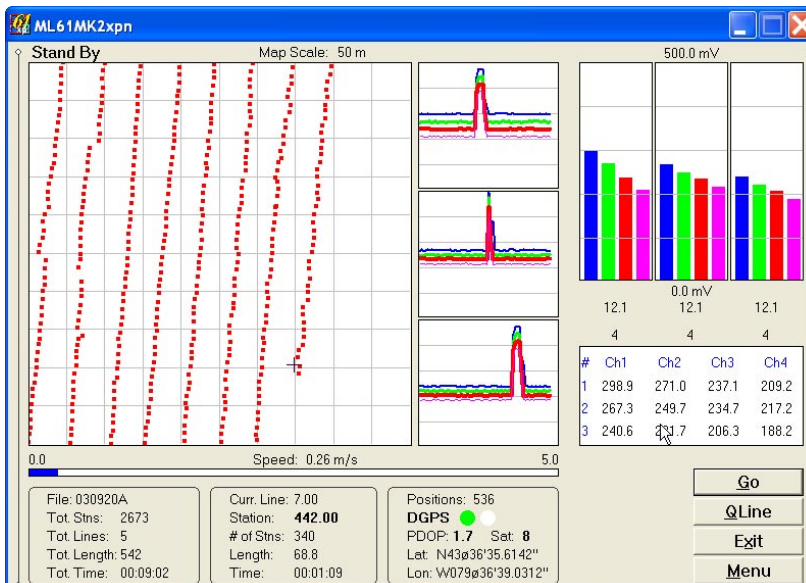 ML61MK2xpn
Stand By Map Scale: 50 m
500.0 mV
0.0 mV
12.1 12.1 12.1
4 4 4
# Ch1 Ch2 Ch3 Ch4
1 298.9 271.0 237.1 209.2
2 267.3 249.7 234.7 217.2
3 240.6 206.3 188.2
0.0 Speed: 0.26 m/s 5.0
File: 030920A
Tot. Stns: 2673
Tot. Lines: 5
Tot. Length: 542
Tot. Time: 00:09:02
Curr. Line: 7.00
Station: 442.00
# of Stns: 340
Length: 68.8
Time: 00:01:09
Positions: 536
DGPS
PDOP: 1.7 Sat: 8
Lat: N43ø36'35.6142"
Lon: W079ø36'39.0312"
Go
QLine
Exit
Menu